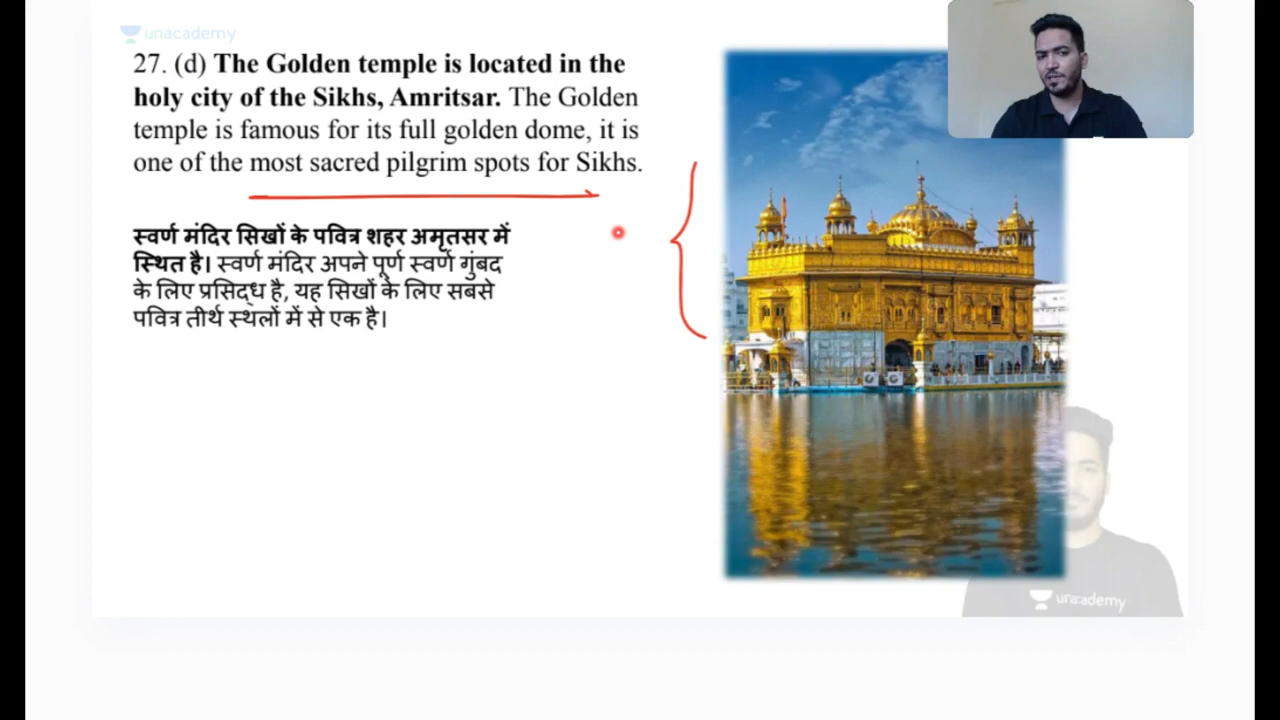 unacademy
27. (d) The Golden temple is located in the
holy city of the Sikhs, Amritsar. The Golden
temple is famous for its full golden dome, it is
one of the most sacred pilgrim spots for Sikhs.
स्वर्ण मंदिर सिखों के पवित्र शहर अमृतसर में
स्थित है। स्वर्ण मंदिर अपने पूर्ण स्वर्ण गुंबद
के लिए प्रसिद्ध है, यह सिखों के लिए सबसे
पवित्र तीर्थ स्थलों में से एक है।
unacademy